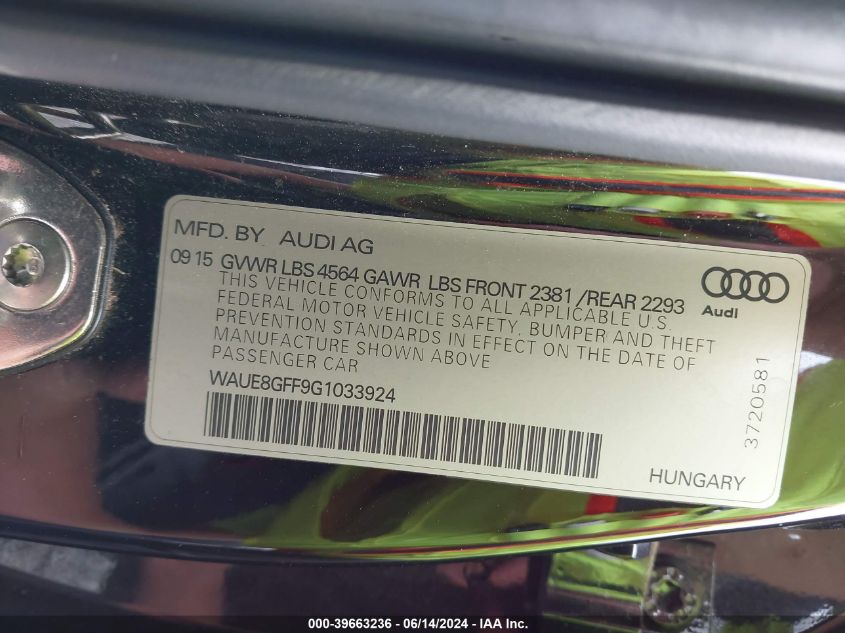 MFD. BY AUDI AG
09 15 GVWR LBS 4564 GAWR LBS FRONT 2381 /REAR 2293
THIS VEHICLE CONFORMS TO ALL APPLICABLE U.S.
FEDERAL MOTOR VEHICLE SAFETY, BUMPER AND THEFT
PREVENTION STANDARDS IN EFFECT ON THE DATE OF
MANUFACTURE SHOWN ABOVE
PASSENGER CAR
WAUE8GFF9G1033924
Audi
3720581
HUNGARY
000-39663236 - 06/14/2024 - IAA Inc.